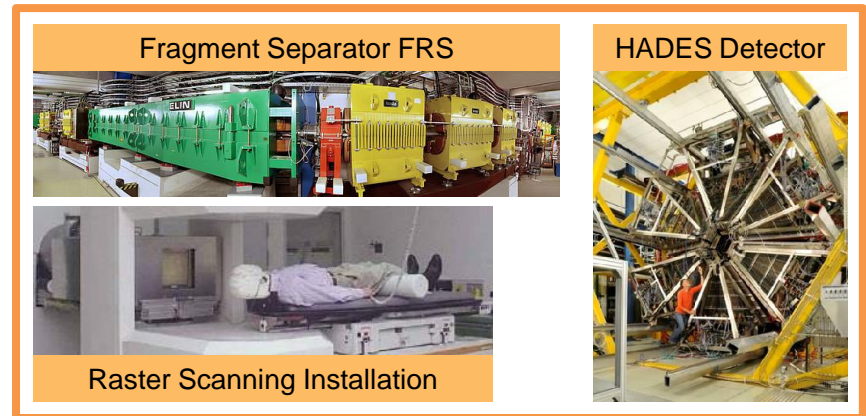 Fragment Separator FRS
HADES Detector
ELIN
Raster Scanning Installation